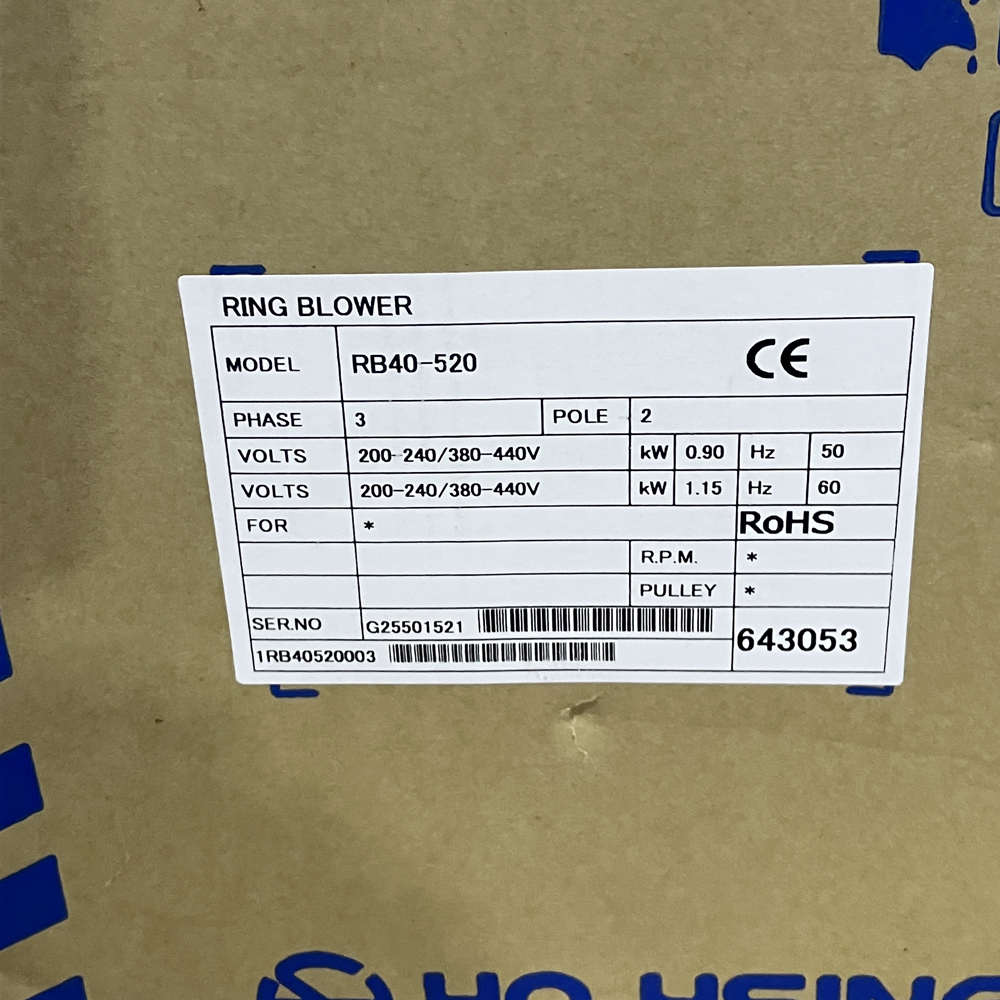 RING BLOWER
MODEL RB40-520 CE
PHASE 3 POLE 2
VOLTS 200-240/380-440V kW 0.90 Hz 50
VOLTS 200-240/380-440V kW 1.15 Hz 60
FOR * RoHS
R.P.M. *
PULLEY *
SER.NO G25501521
643053
1RB40520003